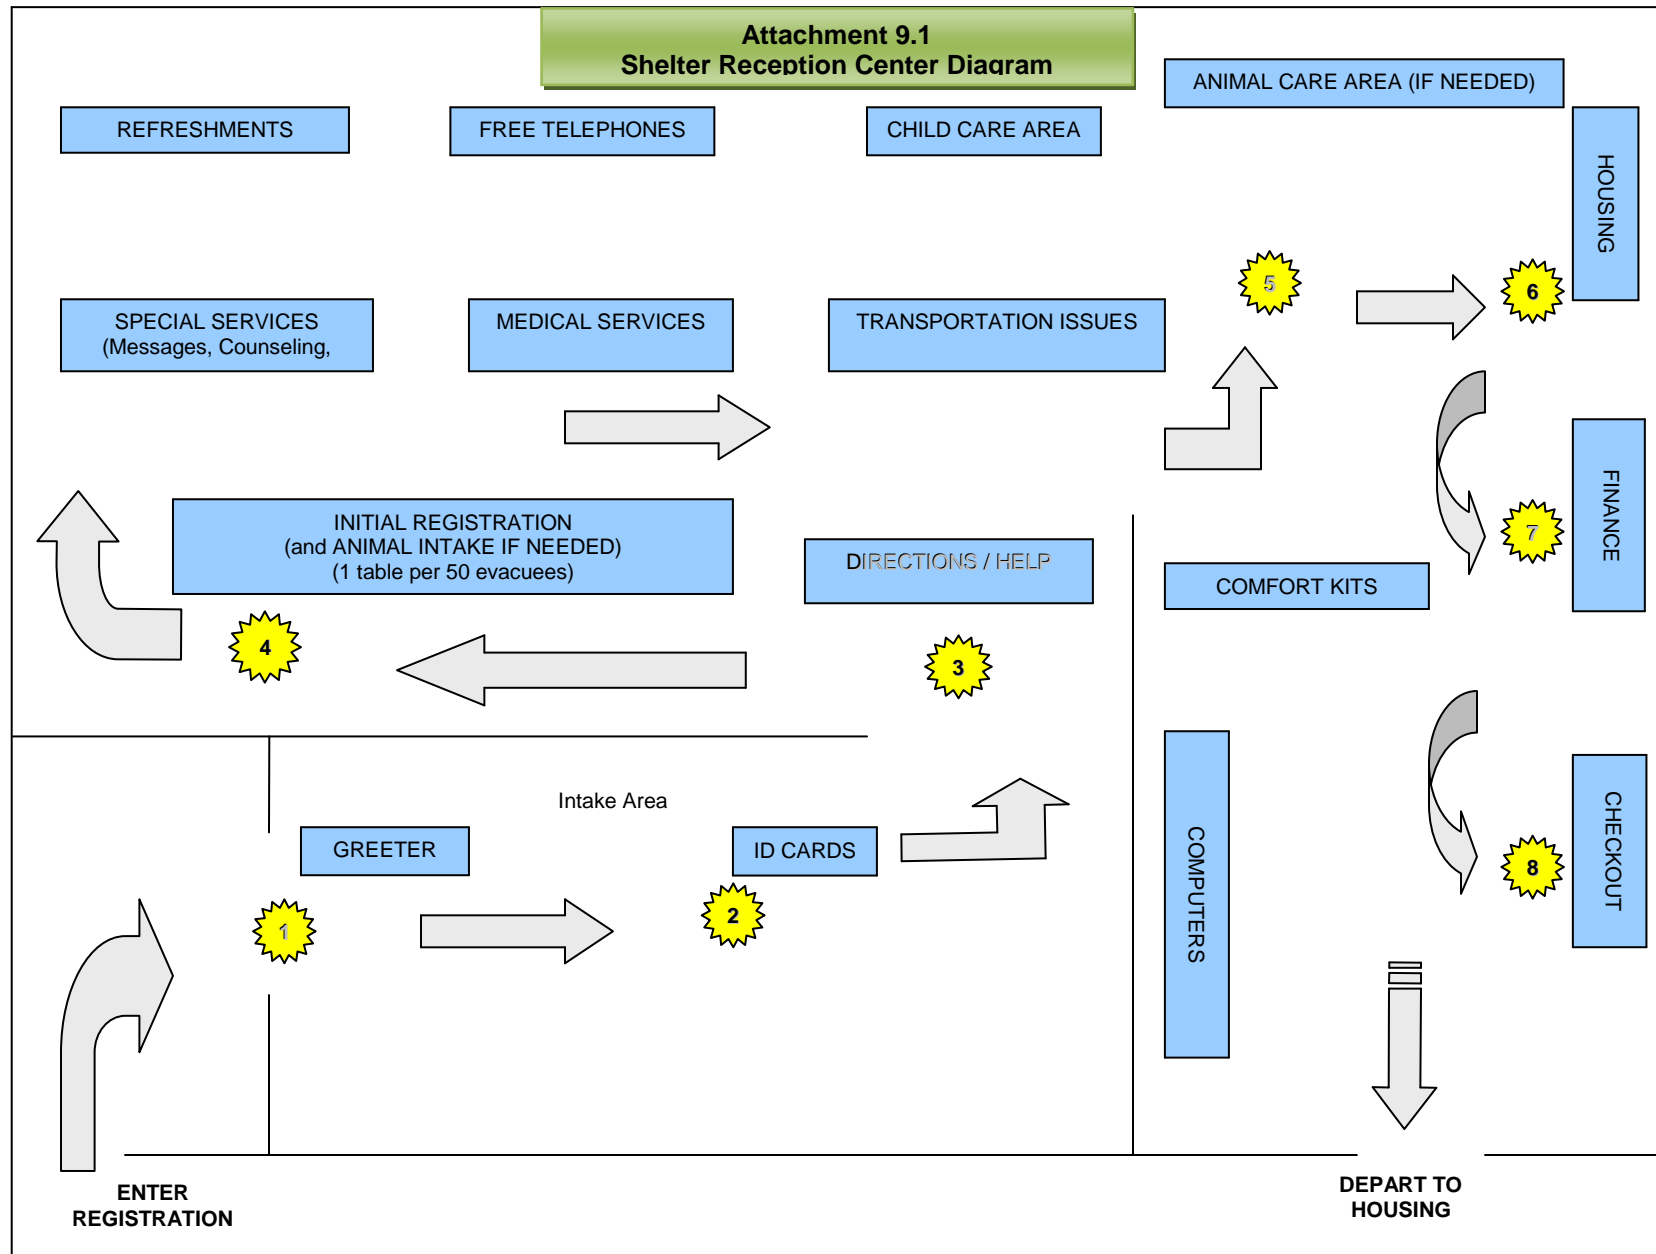 Attachment 9.1
Shelter Reception Center Diagram
ANIMAL CARE AREA (IF NEEDED)
REFRESHMENTS
FREE TELEPHONES
CHILD CARE AREA
HOUSING
5
6
SPECIAL SERVICES
(Messages, Counseling,
MEDICAL SERVICES
TRANSPORTATION ISSUES
INITIAL REGISTRATION
(and ANIMAL INTAKE IF NEEDED)
(1 table per 50 evacuees)
DIRECTIONS / HELP
7
FINANCE
COMFORT KITS
4
3
Intake Area
GREETER
ID CARDS
1
2
COMPUTERS
8
CHECKOUT
ENTER
REGISTRATION
DEPART TO
HOUSING